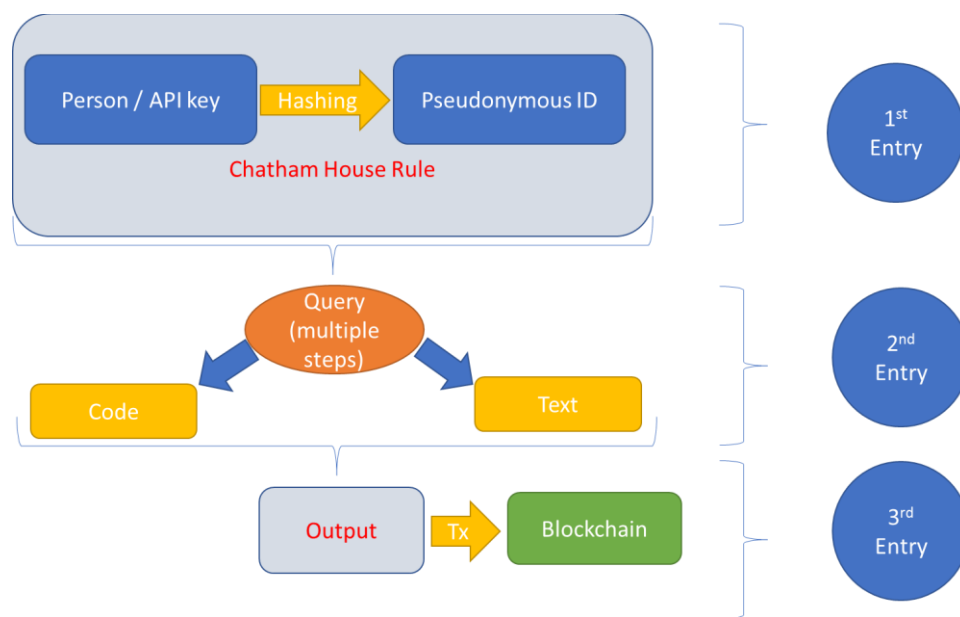 Person / API key
Hashing
Pseudonymous ID
Chatham House Rule
1st
Entry
Query
(multiple
steps)
Code
Text
2nd
Entry
Output
Tx
Blockchain
3rd
Entry